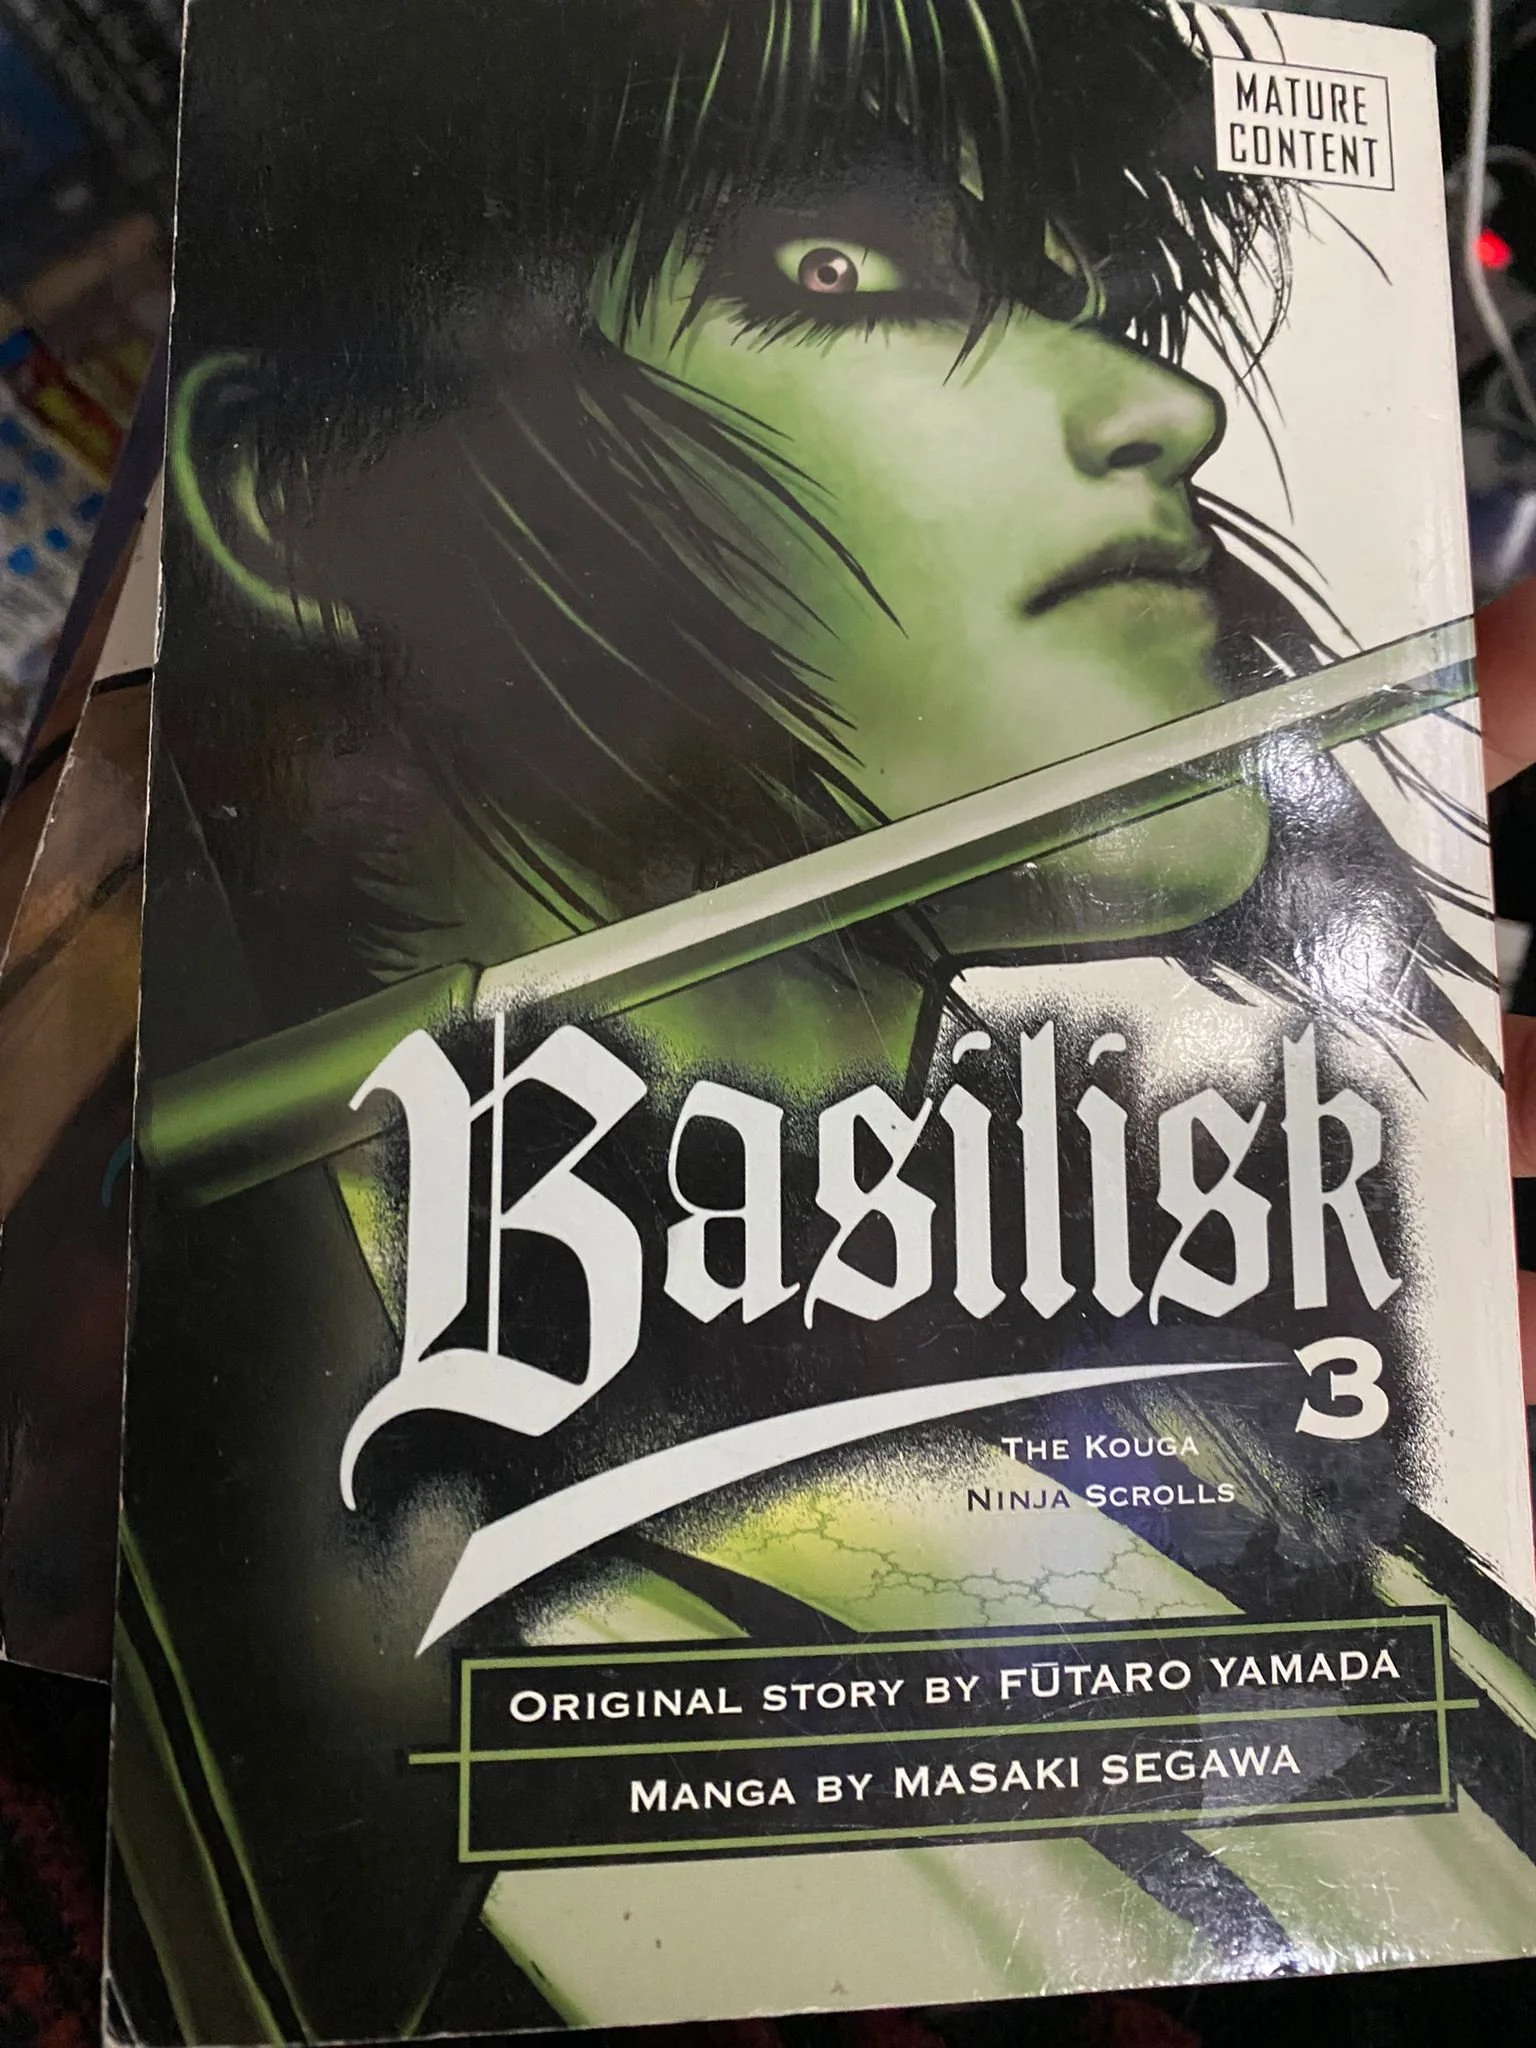 MATURE
CONTENT
Basilisk
3
THE KOUGA
NINJA SCROLLS
ORIGINAL STORY BY FŪTARO YAMADA
MANGA BY MASAKI SEGAWA